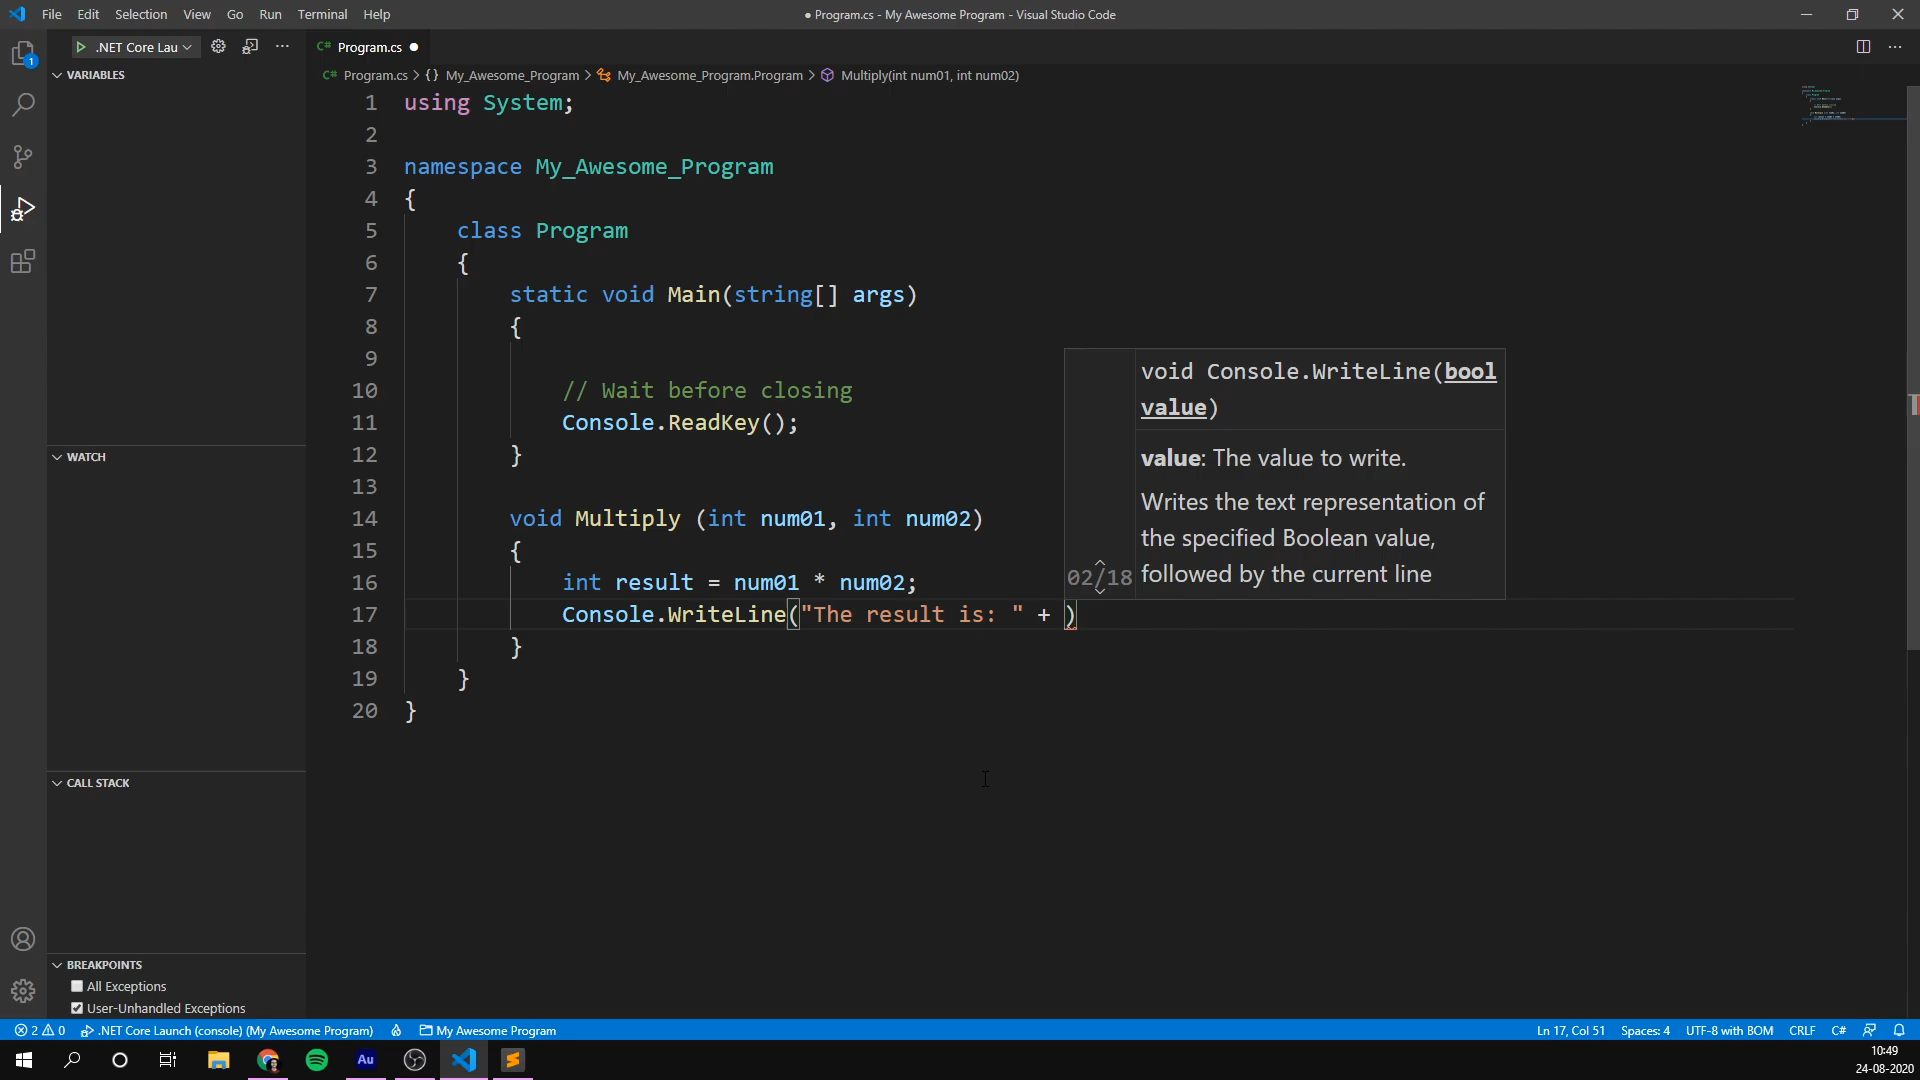 File Edit Selection View Go Run Terminal Help
● Program.cs - My Awesome Program - Visual Studio Code
.NET Core Lau
C# Program.cs ●
Program.cs > {} My_Awesome_Program > My_Awesome_Program.Program > Multiply(int num01, int num02)
1
VARIABLES
WATCH
CALL STACK
BREAKPOINTS
All Exceptions
User-Unhandled Exceptions
1 using System;
2
3 namespace My_Awesome_Program
4 {
5 class Program
6 {
7 static void Main(string[] args)
8 {
9
10 // Wait before closing
11 Console.ReadKey();
12 }
13
14 void Multiply (int num01, int num02)
15 {
16 int result = num01 * num02;
17 Console.WriteLine("The result is: " + )
18 }
19 }
20 }
void Console.WriteLine(bool
value)
value: The value to write.
Writes the text representation of
the specified Boolean value,
followed by the current line
02/18
2 0 .NET Core Launch (console) (My Awesome Program) My Awesome Program
Ln 17, Col 51 Spaces: 4 UTF-8 with BOM CRLF C#
Au
10:49
24-08-2020